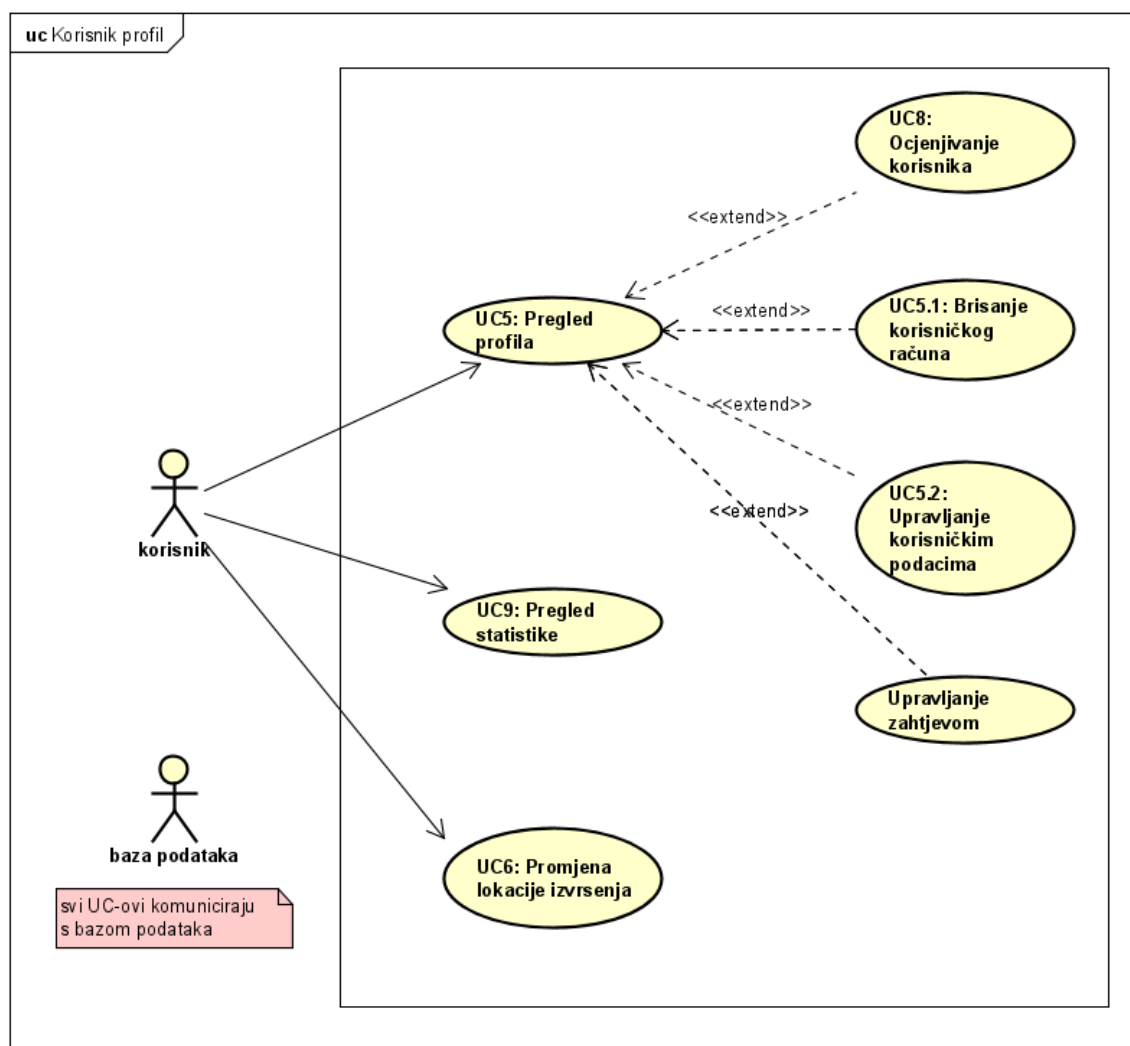 uc Korisnik profil
UC8:
Ocjenjivanje
korisnika
<<extend>>
UC5: Pregled
profila
<<extend>>
UC5.1: Brisanje
korisničkog
računa
<<extend>>
UC5.2:
Upravljanje
korisničkim
podacima
<<extend>>
korisnik
UC9: Pregled
statistike
Upravljanje
zahtjevom
baza podataka
UC6: Promjena
lokacije izvrsenja
svi UC-ovi komuniciraju
s bazom podataka